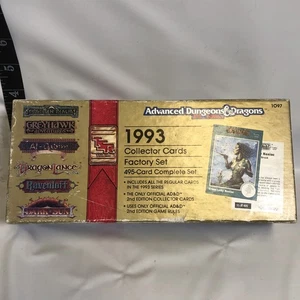 Advanced Dungeons & Dragons
1993
Collector Cards
Factory Set
495-Card Complete Set
• INCLUDES ALL THE REGULAR CARDS
IN THE 1993 SERIES
• THE ONLY OFFICIAL AD&D
2ND EDITION COLLECTOR CARDS
• USES ONLY OFFICIAL AD&D
2ND EDITION GAME RULES
GREYHAWK
AL-QADIM
DRAGONLANCE
Ravenloft
DARK SUN